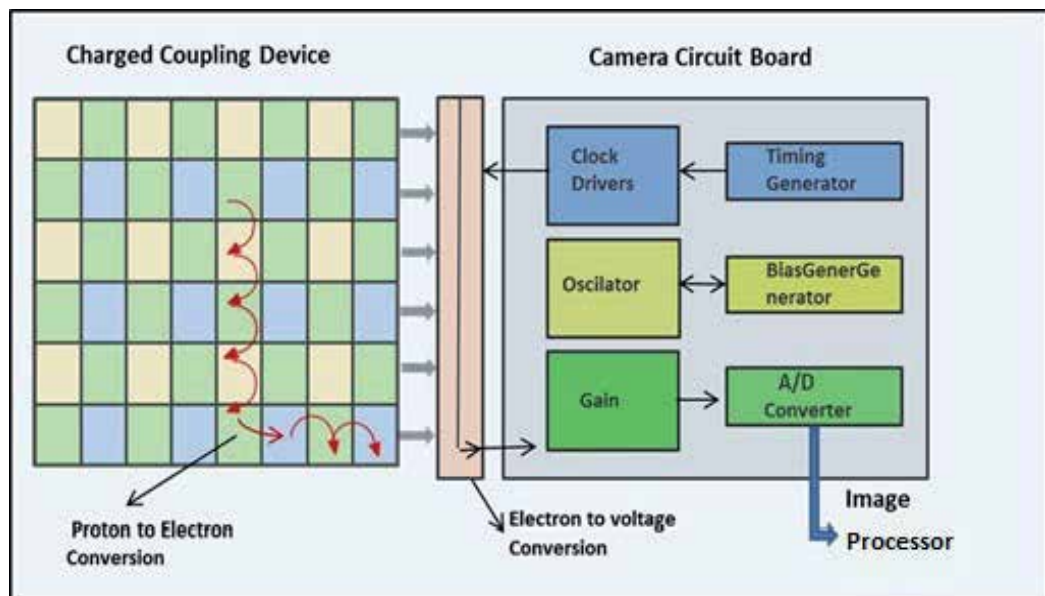 Charged Coupling Device
Camera Circuit Board
Clock
Drivers
Timing
Generator
Oscilator
BiasGenerGe
nerator
Gain
A/D
Converter
Proton to Electron
Conversion
Electron to voltage
Conversion
Image
Processor